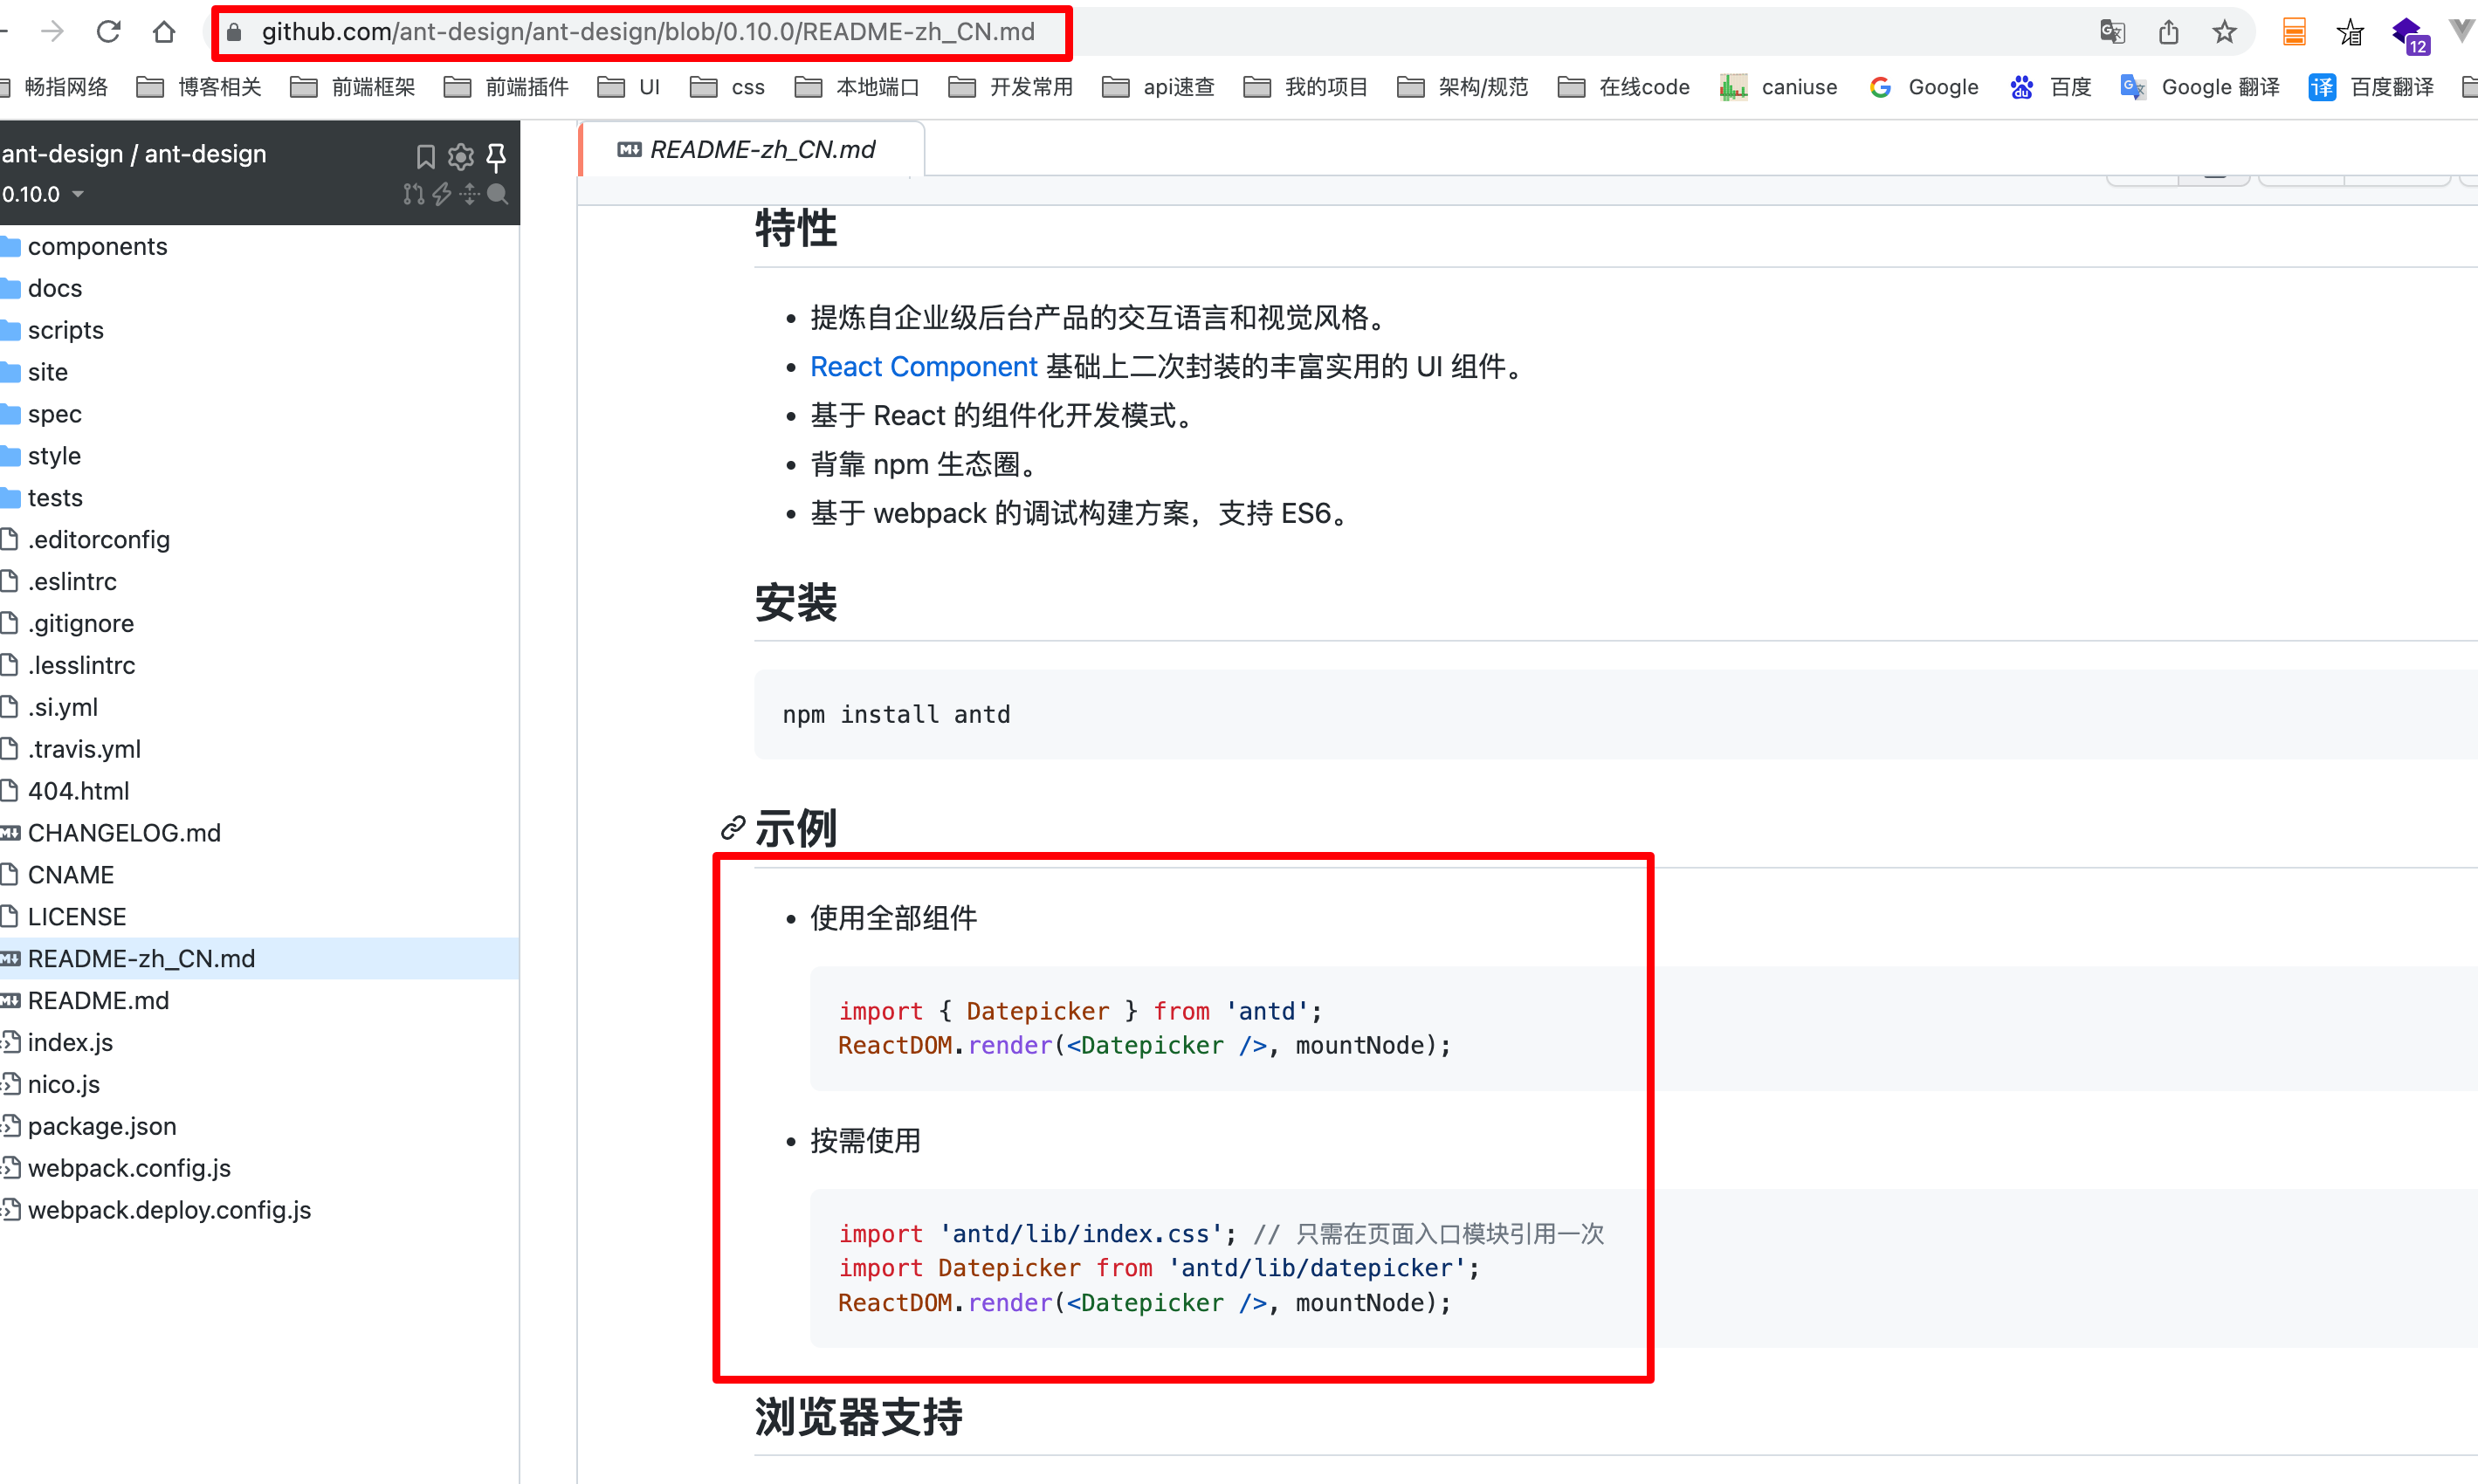 github.com/ant-design/ant-design/blob/0.10.0/README-zh_CN.md
12
畅指网络 博客相关 前端框架 前端插件 UI css 本地端口 开发常用 api速查 我的项目 架构/规范 在线code caniuse Google 百度 Google 翻译 译 百度翻译
ant-design / ant-design
0.10.0
components
docs
scripts
site
spec
style
tests
.editorconfig
.eslintrc
.gitignore
.lesslintrc
.si.yml
.travis.yml
404.html
CHANGELOG.md
CNAME
LICENSE
README-zh_CN.md
README.md
index.js
nico.js
package.json
webpack.config.js
webpack.deploy.config.js
README-zh_CN.md
特性
提炼自企业级后台产品的交互语言和视觉风格。
React Component 基础上二次封装的丰富实用的 UI 组件。
基于 React 的组件化开发模式。
背靠 npm 生态圈。
基于 webpack 的调试构建方案，支持 ES6。
安装
npm install antd
示例
使用全部组件
import { Datepicker } from 'antd';
ReactDOM.render(<Datepicker />, mountNode);
按需使用
import 'antd/lib/index.css'; // 只需在页面入口模块引用一次
import Datepicker from 'antd/lib/datepicker';
ReactDOM.render(<Datepicker />, mountNode);
浏览器支持